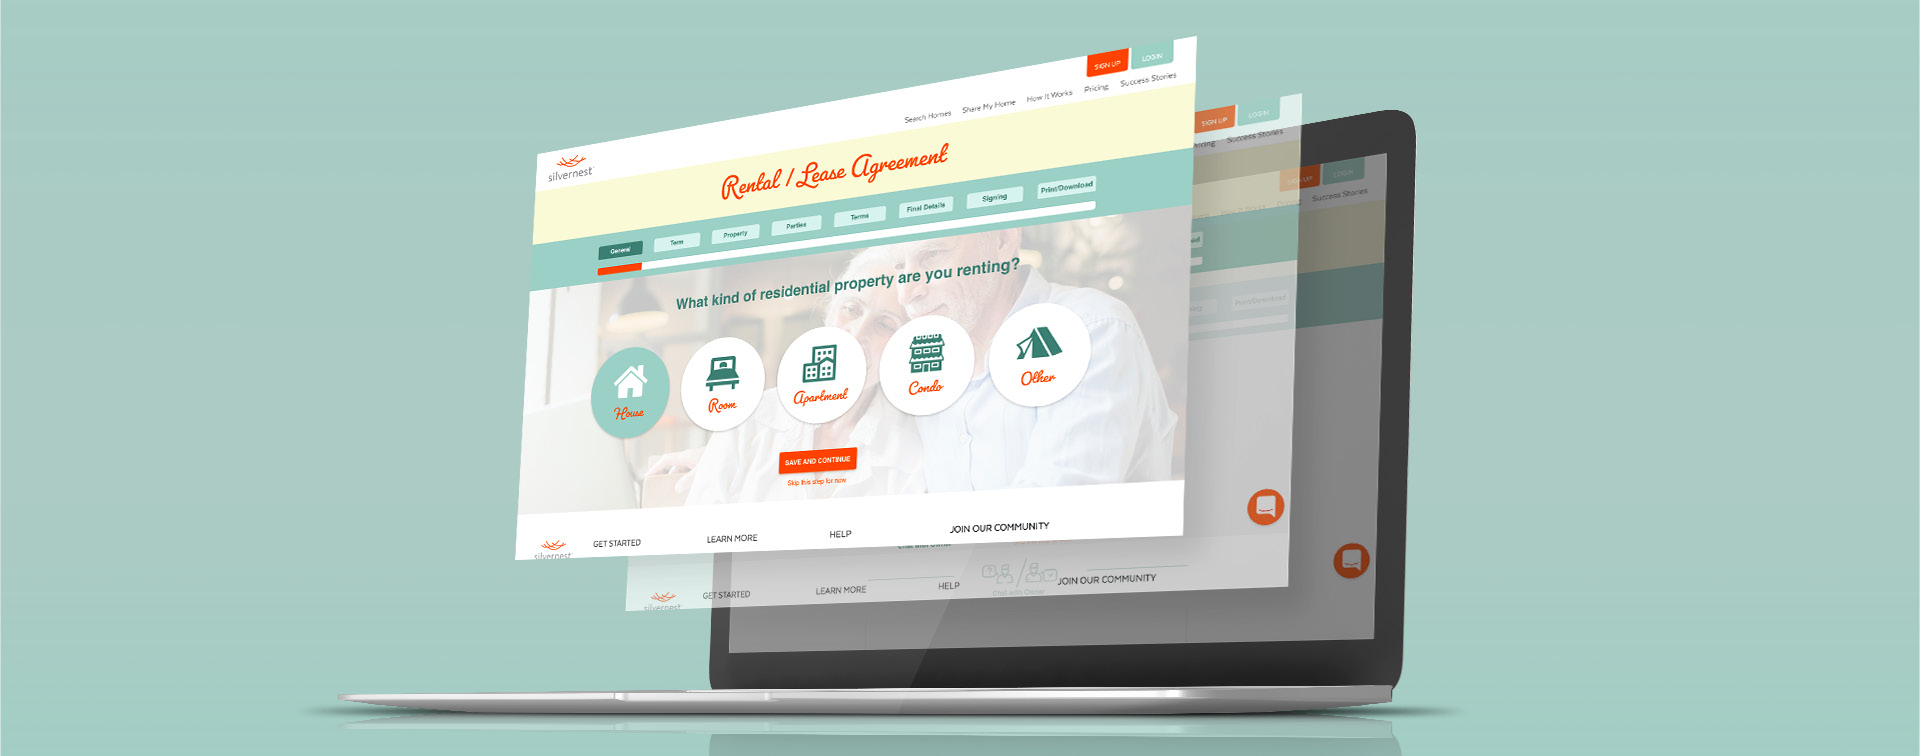 SIGN UP
LOGIN
Search Homes
Share My Home
How It Works
Pricing
Success Stories
silvernest
Rental / Lease Agreement
General
Term
Property
Parties
Terms
Final Details
Signing
Print/Download
What kind of residential property are you renting?
House
Room
Apartment
Condo
Other
SAVE AND CONTINUE
Skip this step for now
silvernest
GET STARTED
LEARN MORE
HELP
JOIN OUR COMMUNITY
SIGN UP
LOGIN
Success Stories
silvernest
GET STARTED
LEARN MORE
HELP
JOIN OUR COMMUNITY
Chat with Owner
SIGN UP
LOGIN
Success Stories
Print/Download